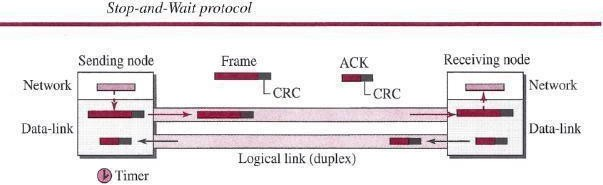 Stop-and-Wait protocol
Sending node
Frame
ACK
Receiving node
Network
CRC
CRC
Network
Data-link
Data-link
Logical link (duplex)
Timer